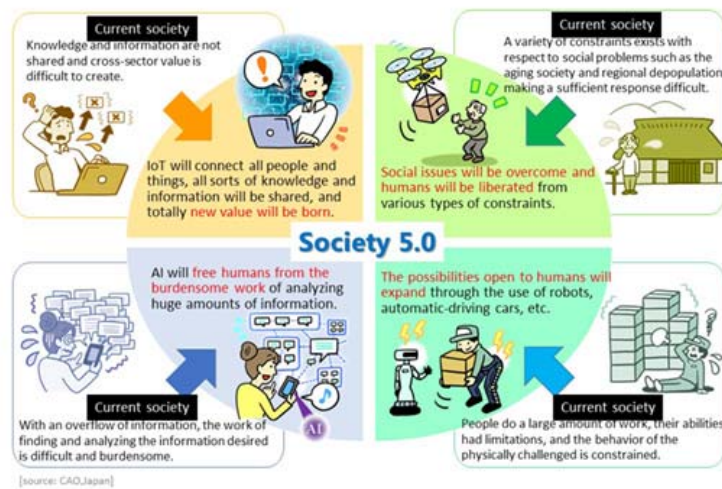 Current society
Knowledge and information are not
shared and cross-sector value is
difficult to create.
IoT will connect all people and
things, all sorts of knowledge and
information will be shared, and
totally new value will be born.
Current society
A variety of constraints exists with
respect to social problems such as the
aging society and regional depopulation
making a sufficient response difficult.
Social issues will be overcome and
humans will be liberated from
various types of constraints.
Society 5.0
AI will free humans from the
burdensome work of analyzing
huge amounts of information.
AI
Current society
With an overflow of information, the work of
finding and analyzing the information desired
is difficult and burdensome.
The possibilities open to humans will
expand through the use of robots,
automatic-driving cars, etc.
Current society
People do a large amount of work, their abilities
had limitations, and the behavior of the
physically challenged is constrained.
[source: CAO,Japan]